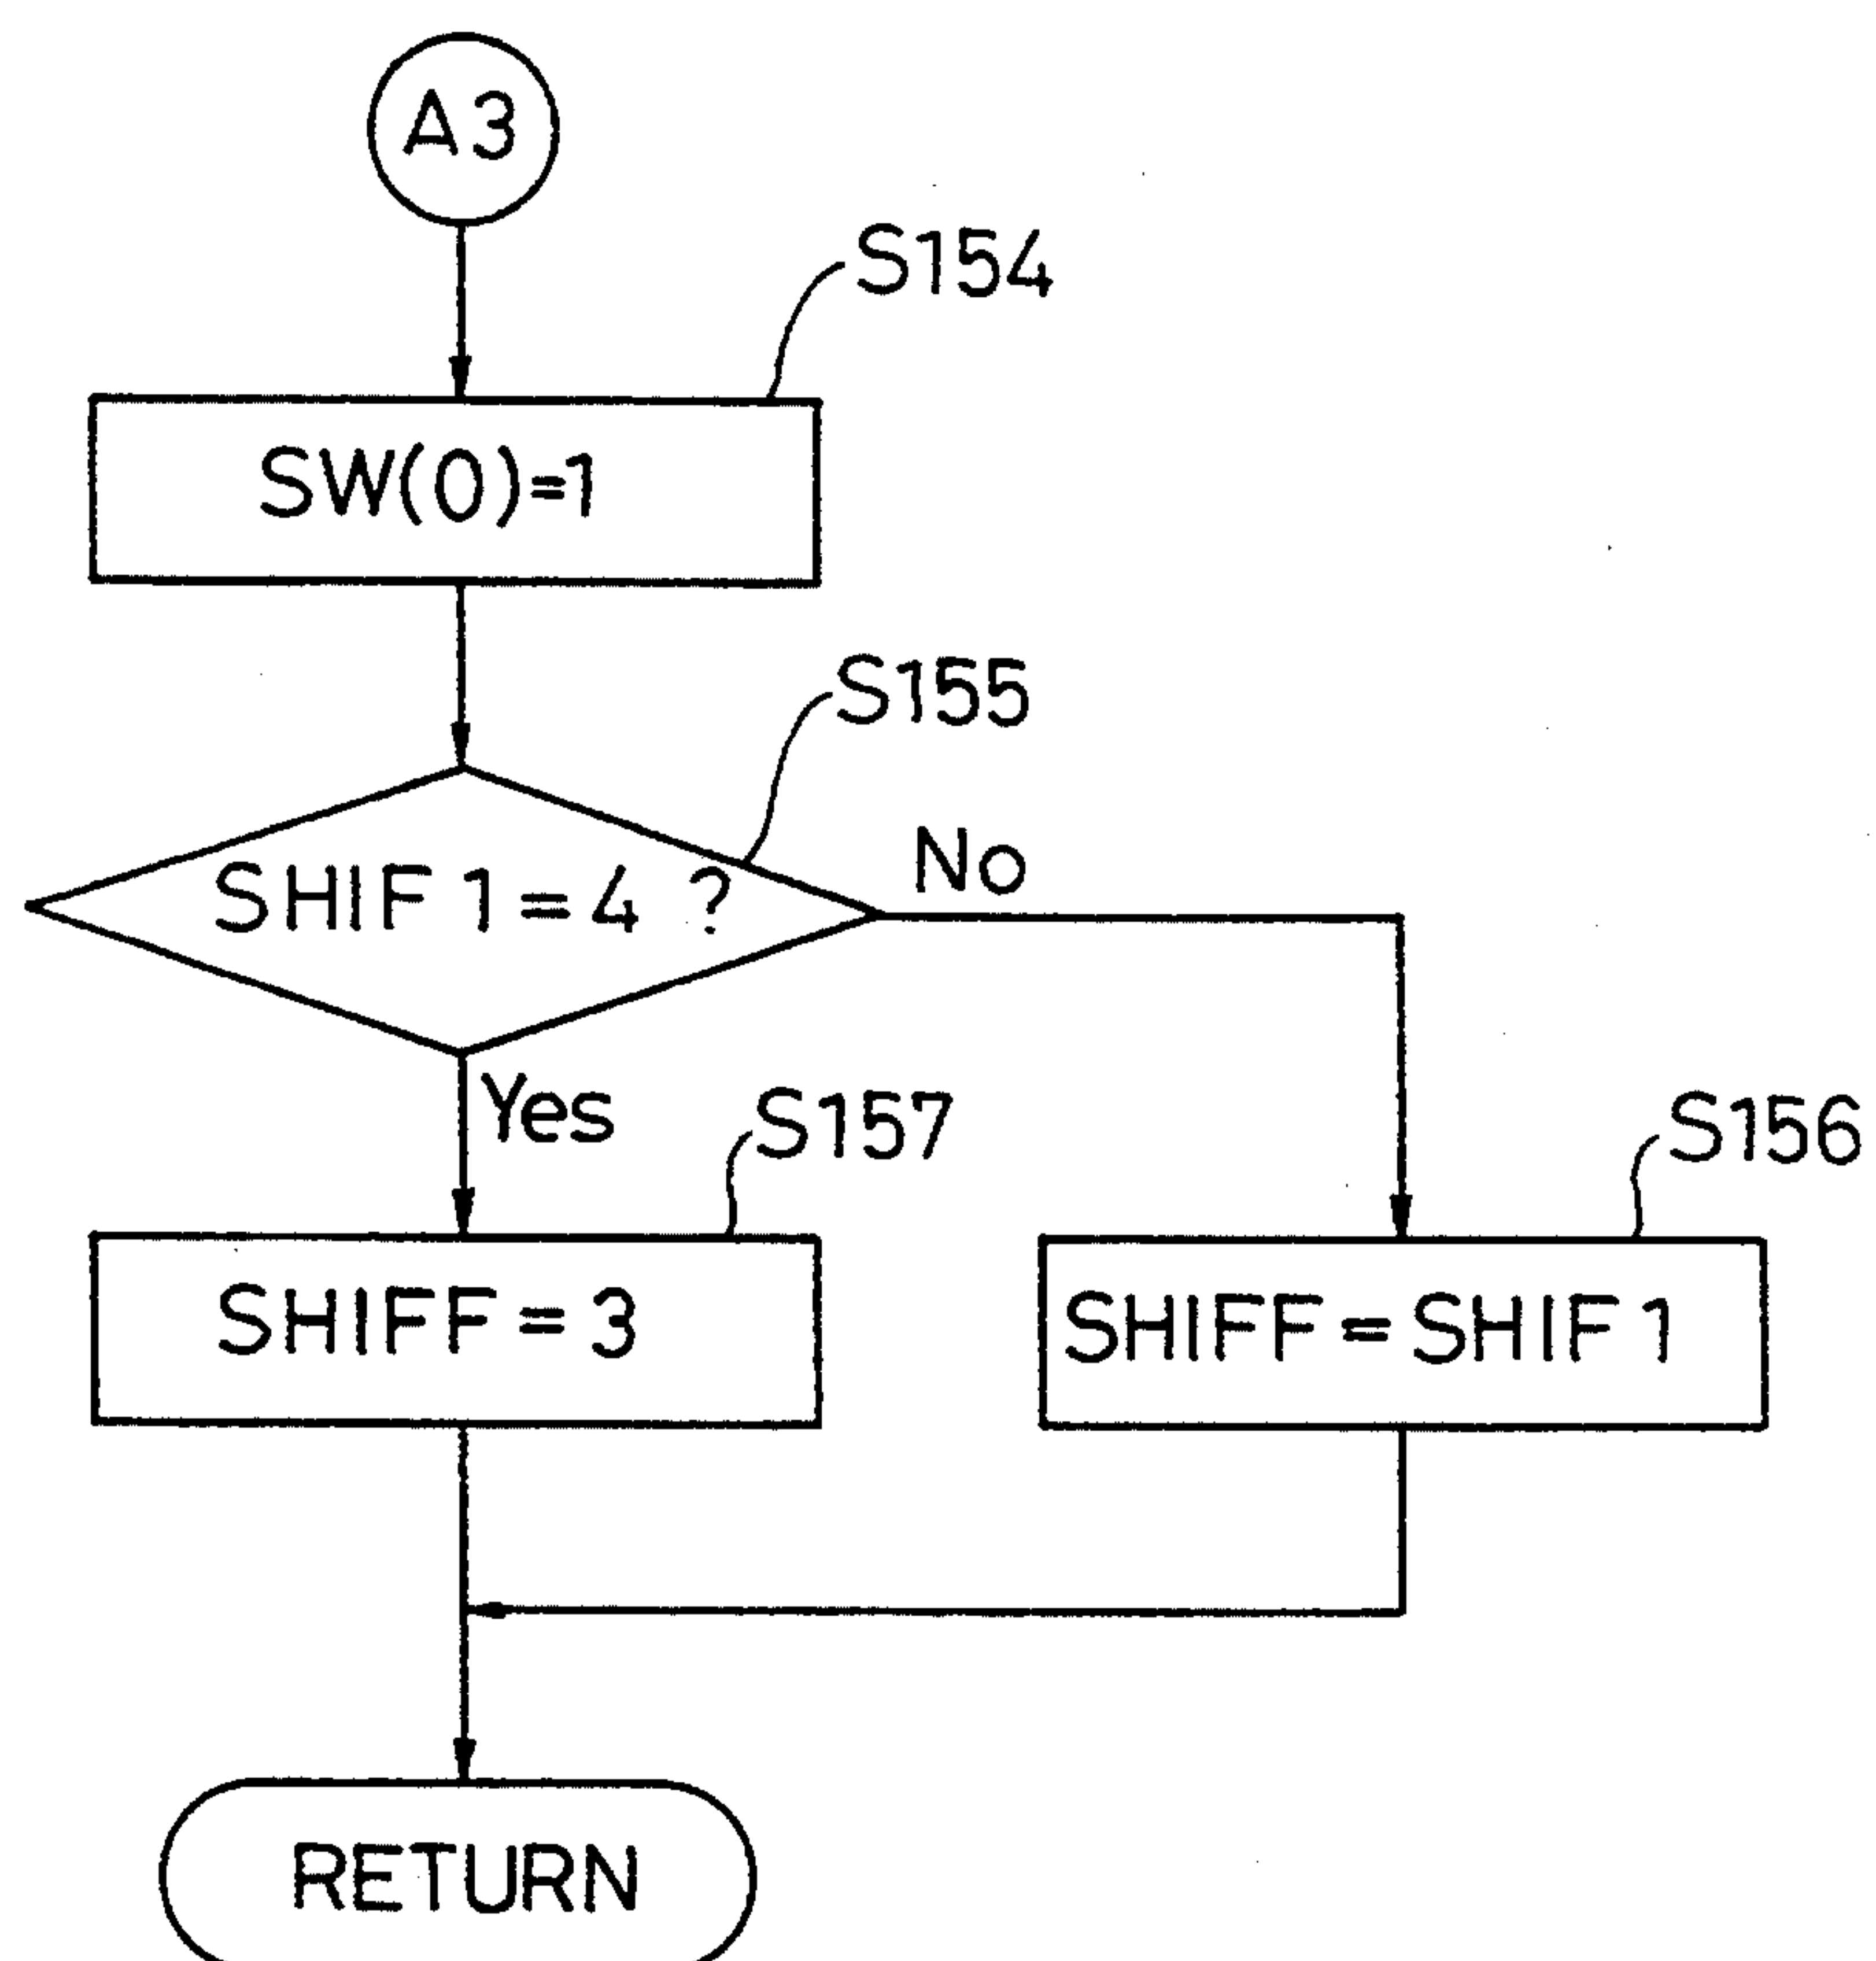 A3
S154
SW(0)=1
S155
SHIF 1 = 4 ?
No
Yes
S157
S156
SHIFF = 3
SHIFF = SHIF 1
RETURN